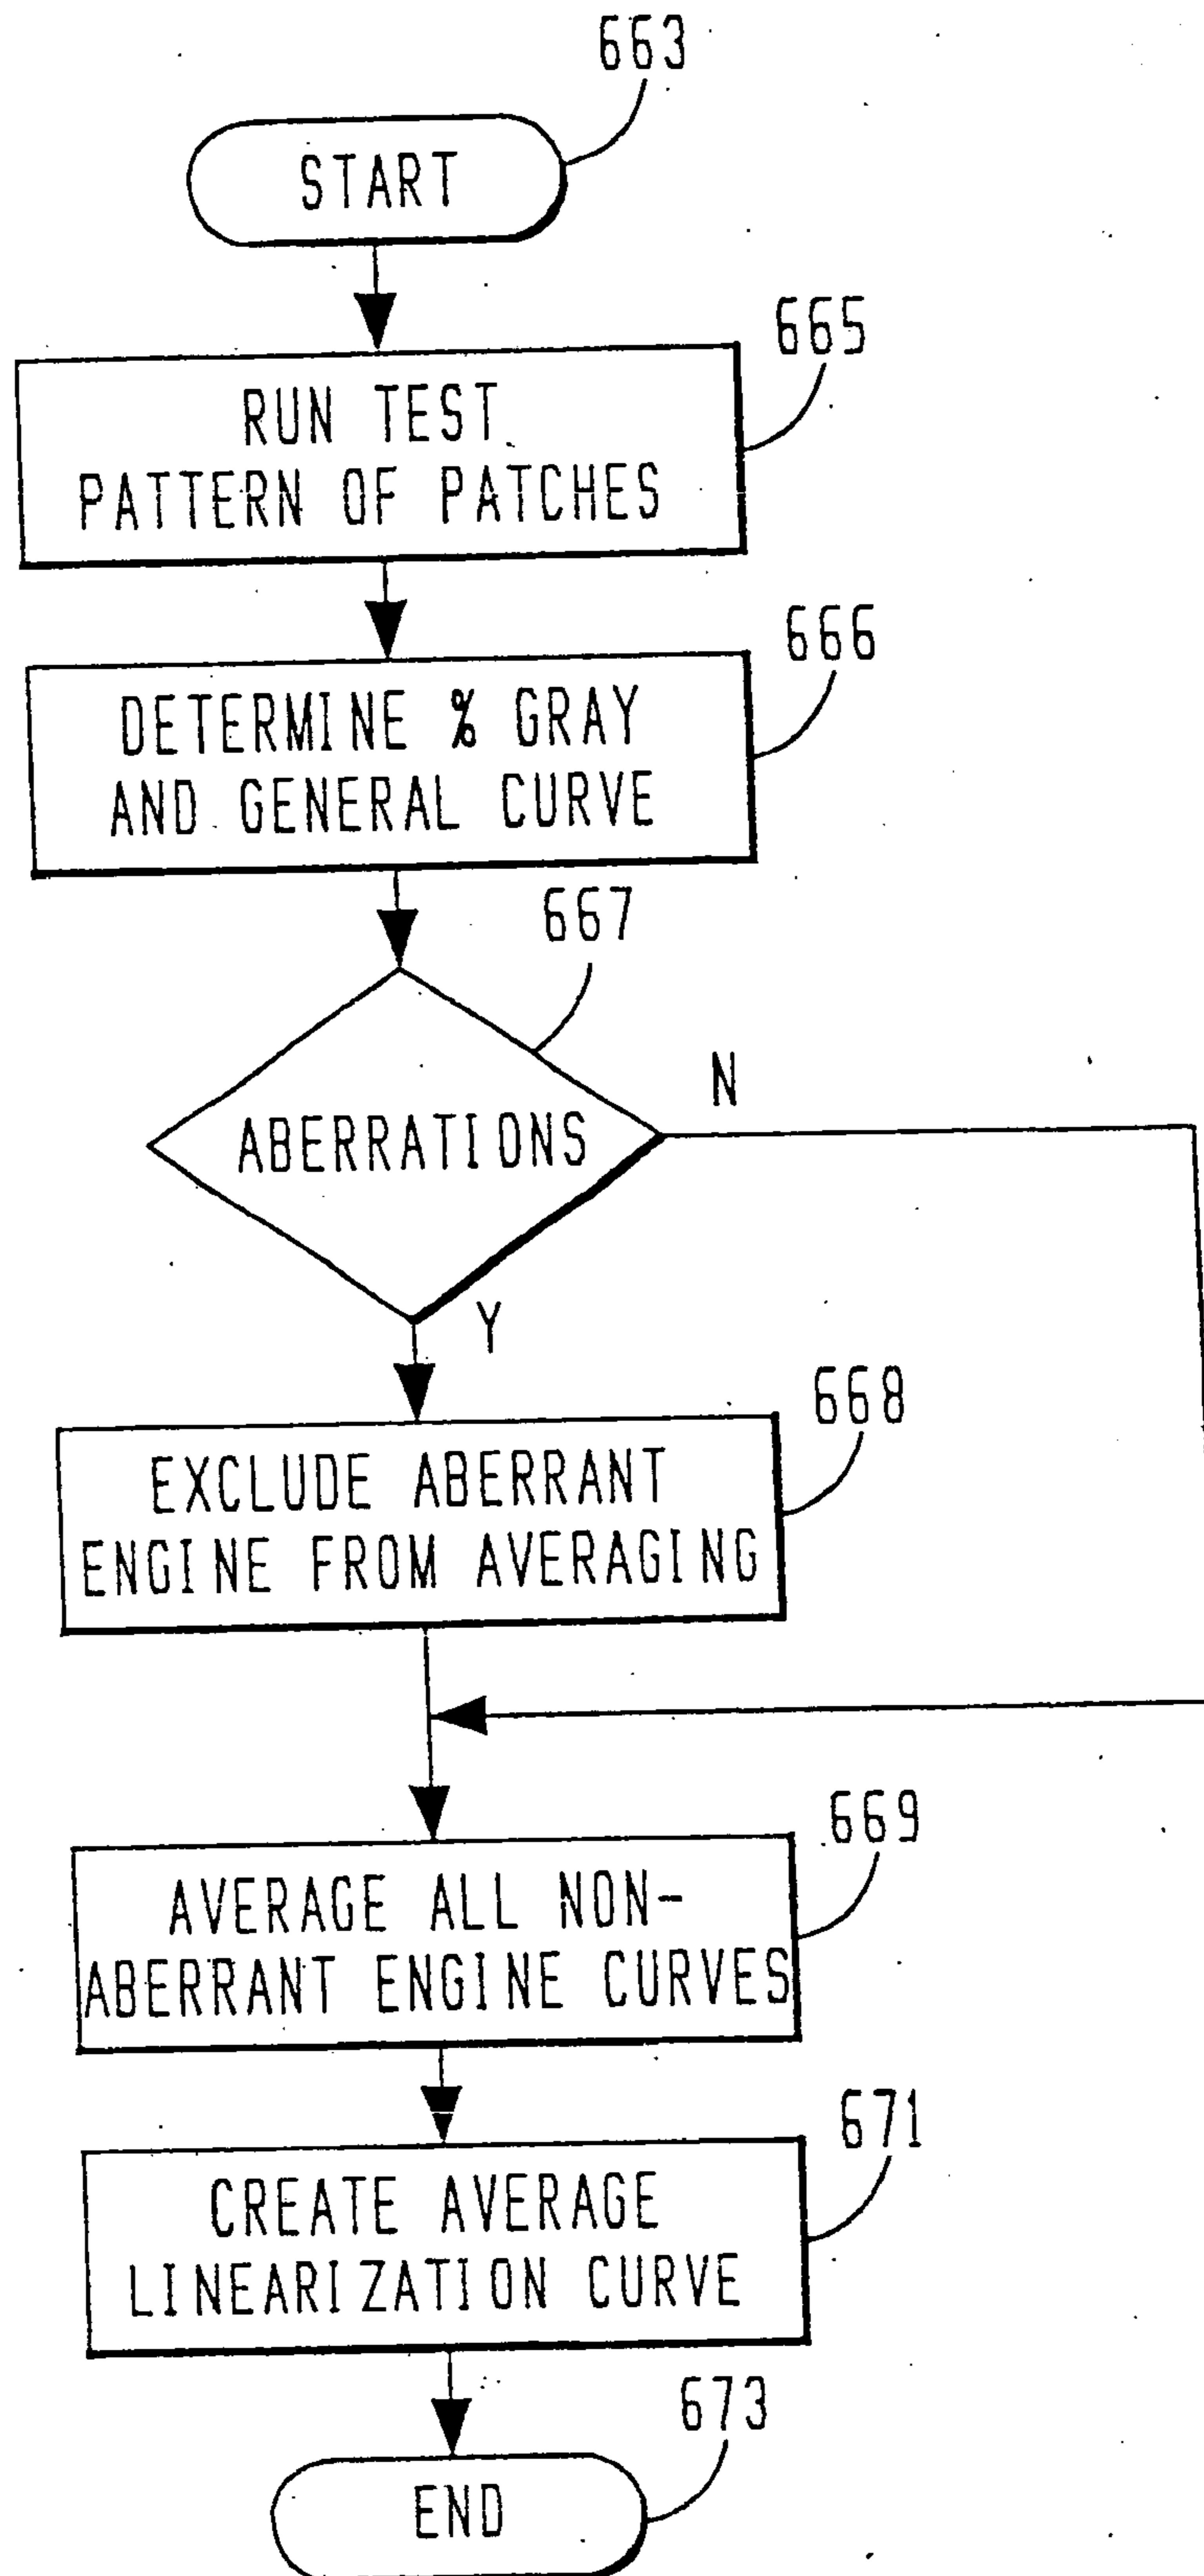 663
START
665
RUN TEST
PATTERN OF PATCHES
666
DETERMINE % GRAY
AND GENERAL CURVE
667
ABERRATIONS
N
Y
668
EXCLUDE ABERRANT
ENGINE FROM AVERAGING
669
AVERAGE ALL NON-
ABERRANT ENGINE CURVES
671
CREATE AVERAGE
LINEARIZATION CURVE
673
END